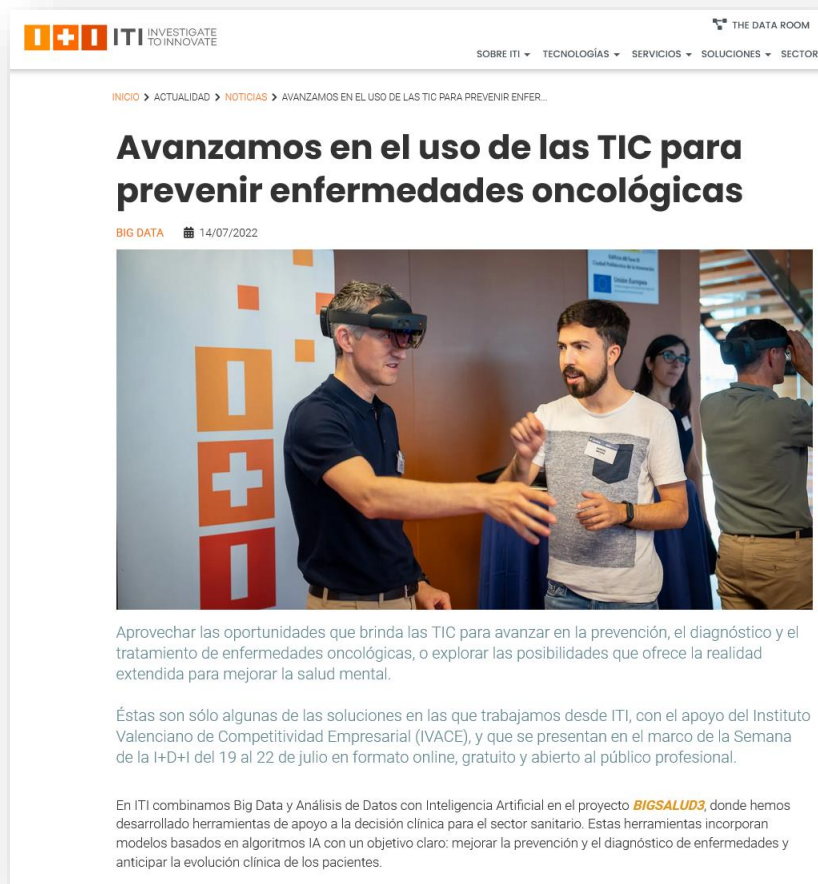 ITI INVESTIGATE
TO INNOVATE
THE DATA ROOM
SOBRE ITI TECNOLOGÍAS SERVICIOS SOLUCIONES SECTOR
INICIO > ACTUALIDAD > NOTICIAS > AVANZAMOS EN EL USO DE LAS TIC PARA PREVENIR ENFER...
Avanzamos en el uso de las TIC para
prevenir enfermedades oncológicas
BIG DATA 14/07/2022
Ciudad Politécnica de la Innovación
Unión Europea
Aprovechar las oportunidades que brinda las TIC para avanzar en la prevención, el diagnóstico y el
tratamiento de enfermedades oncológicas, o explorar las posibilidades que ofrece la realidad
extendida para mejorar la salud mental.
Éstas son sólo algunas de las soluciones en las que trabajamos desde ITI, con el apoyo del Instituto
Valenciano de Competitividad Empresarial (IVACE), y que se presentan en el marco de la Semana
de la I+D+I del 19 al 22 de julio en formato online, gratuito y abierto al público profesional.
En ITI combinamos Big Data y Análisis de Datos con Inteligencia Artificial en el proyecto BIGSALUD3, donde hemos
desarrollado herramientas de apoyo a la decisión clínica para el sector sanitario. Estas herramientas incorporan
modelos basados en algoritmos IA con un objetivo claro: mejorar la prevención y el diagnóstico de enfermedades y
anticipar la evolución clínica de los pacientes.